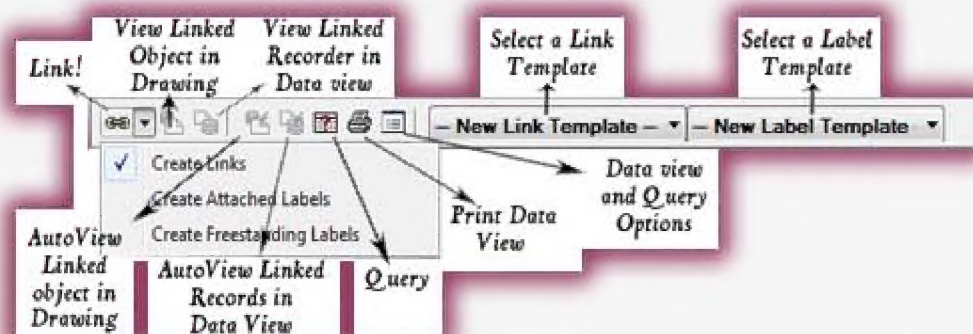 Link!
View Linked
Object in
Drawing
View Linked
Recorder in
Data view
Select a Link
Template
Select a Label
Template
– New Link Template –
– New Label Template
Create Links
Create Attached Labels
Create Freestanding Labels
AutoView
Linked
object in
Drawing
AutoView Linked
Records in
Data View
Query
Print Data
View
Data view
and Query
Options